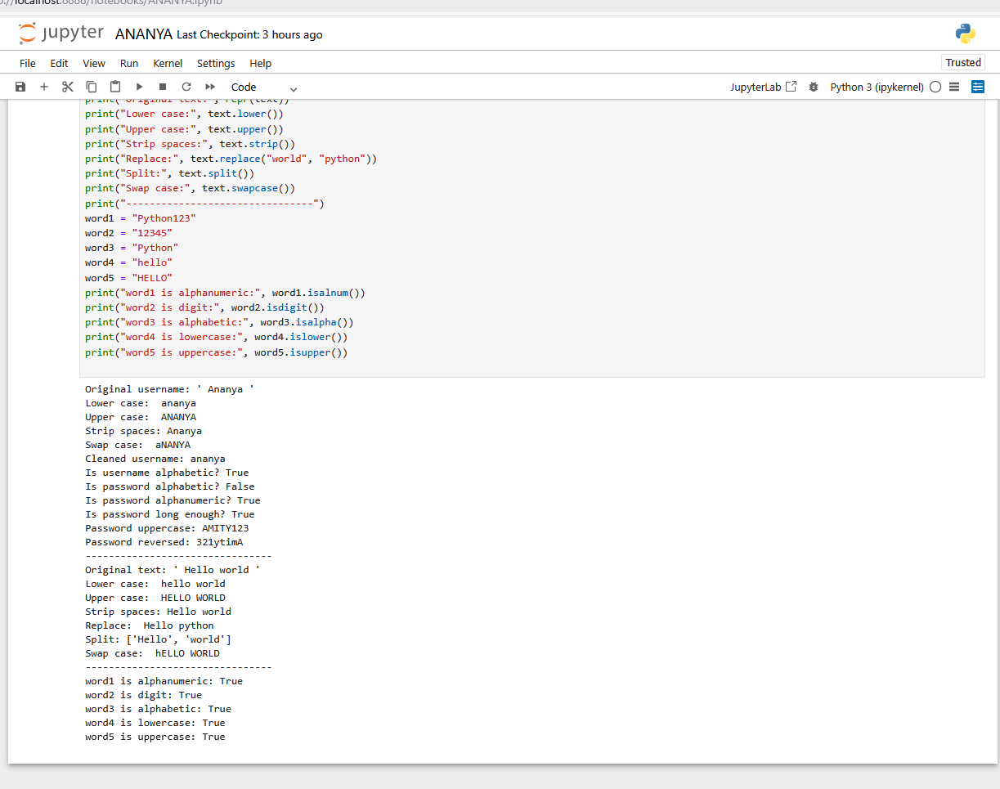 ://localhost:8888/notebooks/ANANYA.ipynb
jupyter ANANYA Last Checkpoint: 3 hours ago
File Edit View Run Kernel Settings Help Trusted
Code JupyterLab Python 3 (ipykernel)
print("Original text:", repr(text))
print("Lower case:", text.lower())
print("Upper case:", text.upper())
print("Strip spaces:", text.strip())
print("Replace:", text.replace("world", "python"))
print("Split:", text.split())
print("Swap case:", text.swapcase())
print("--------------------------------")
word1 = "Python123"
word2 = "12345"
word3 = "Python"
word4 = "hello"
word5 = "HELLO"
print("word1 is alphanumeric:", word1.isalnum())
print("word2 is digit:", word2.isdigit())
print("word3 is alphabetic:", word3.isalpha())
print("word4 is lowercase:", word4.islower())
print("word5 is uppercase:", word5.isupper())
Original username: ' Ananya '
Lower case:  ananya
Upper case:  ANANYA
Strip spaces: Ananya
Swap case:  aNANYA
Cleaned username: ananya
Is username alphabetic? True
Is password alphabetic? False
Is password alphanumeric? True
Is password long enough? True
Password uppercase: AMITY123
Password reversed: 321ytimA
--------------------------------
Original text: ' Hello world '
Lower case:  hello world
Upper case:  HELLO WORLD
Strip spaces: Hello world
Replace:  Hello python
Split: ['Hello', 'world']
Swap case:  hELLO WORLD
--------------------------------
word1 is alphanumeric: True
word2 is digit: True
word3 is alphabetic: True
word4 is lowercase: True
word5 is uppercase: True